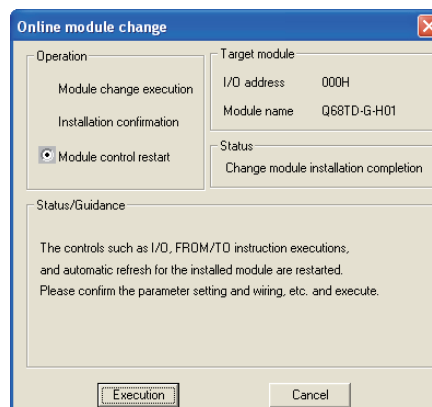 Online module change
Operation
Module change execution
Installation confirmation
Module control restart
Target module
I/O address 000H
Module name Q68TD-G-H01
Status
Change module installation completion
Status/Guidance
The controls such as I/O, FROM/TO instruction executions,
and automatic refresh for the installed module are restarted.
Please confirm the parameter setting and wiring, etc. and execute.
Execution Cancel